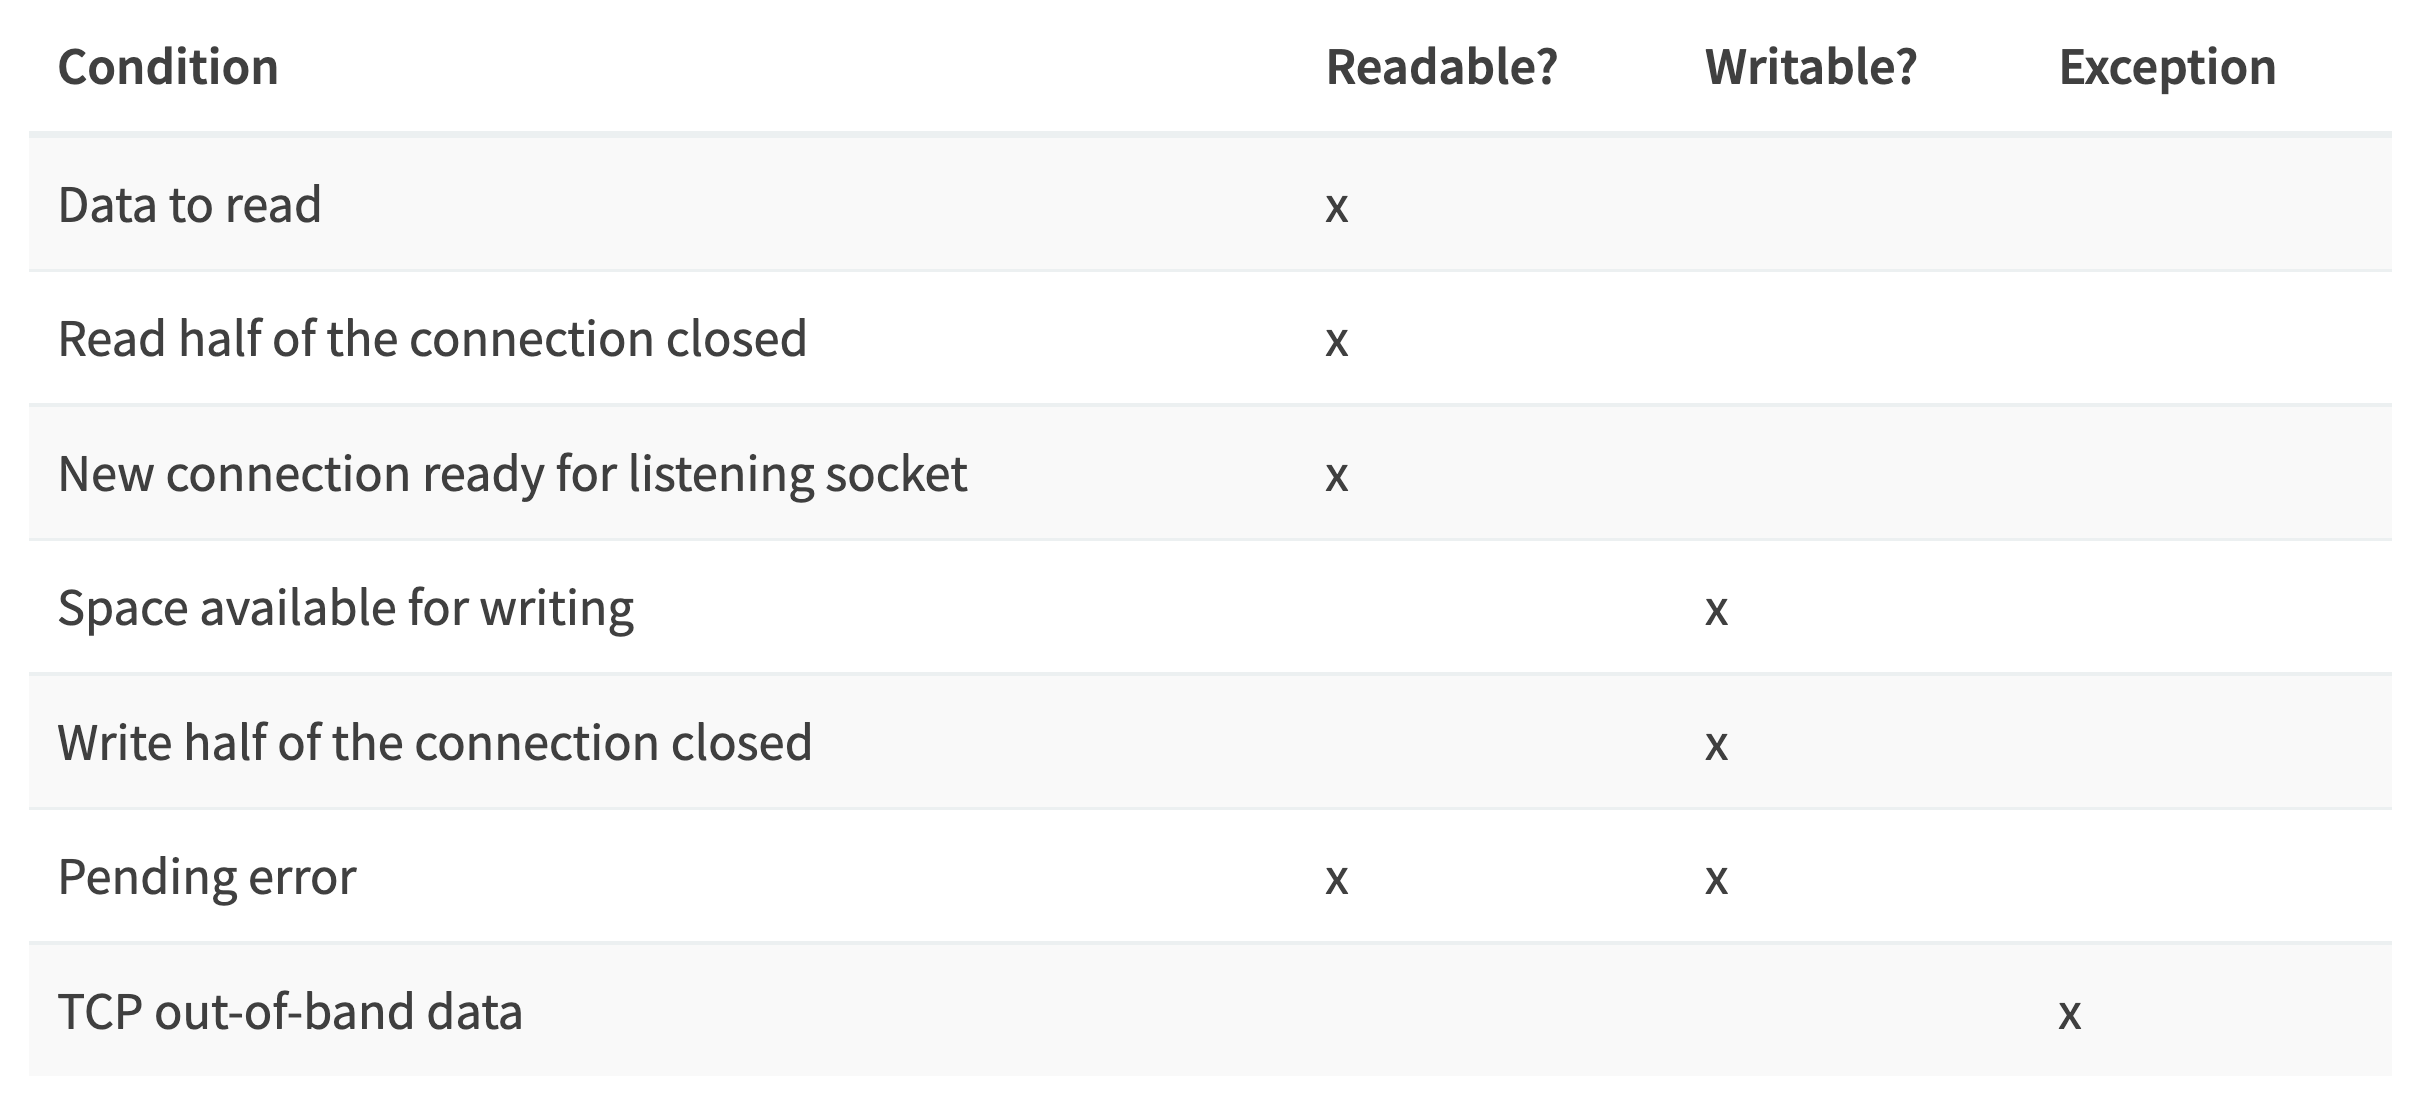 Condition Readable? Writable? Exception
Data to read x
Read half of the connection closed x
New connection ready for listening socket x
Space available for writing x
Write half of the connection closed x
Pending error x x
TCP out-of-band data x